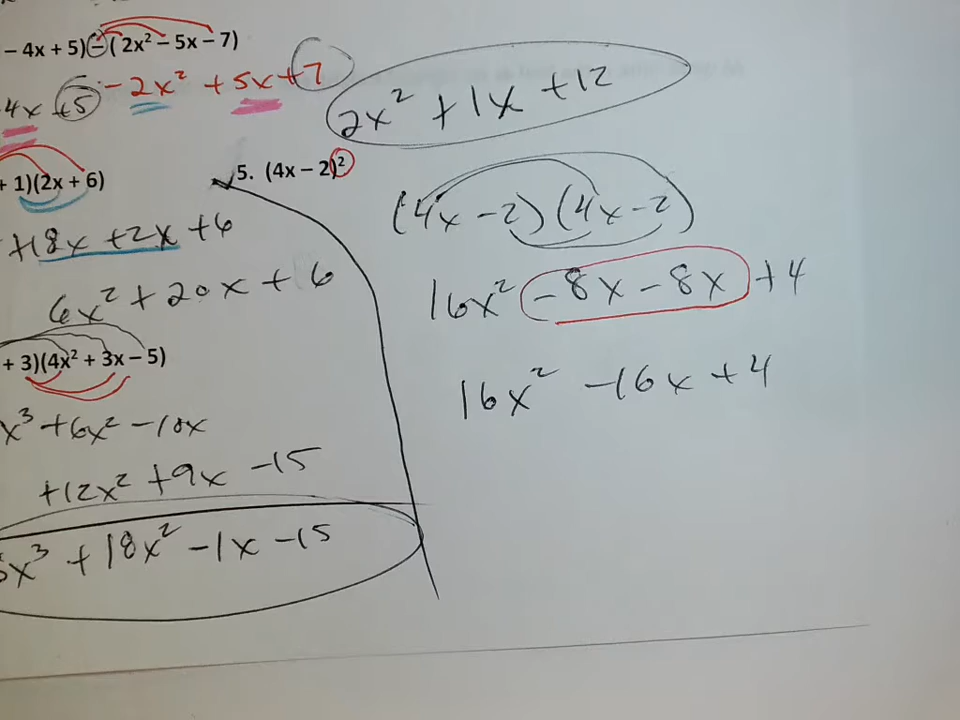 - 4x + 5) - ( 2x² - 5x - 7)
4x +5 - 2x² + 5x + 7
2x² + 1x + 12
+ 1)(2x + 6)
+18x + 2x + 6
6x² + 20x + 6
+ 3)(4x² + 3x - 5)
x³ + 6x² - 10x
+12x² + 9x - 15
x³ + 18x² - 1x - 15
5. (4x - 2)²
(4x - 2)(4x - 2)
16x² - 8x - 8x + 4
16x² - 16x + 4